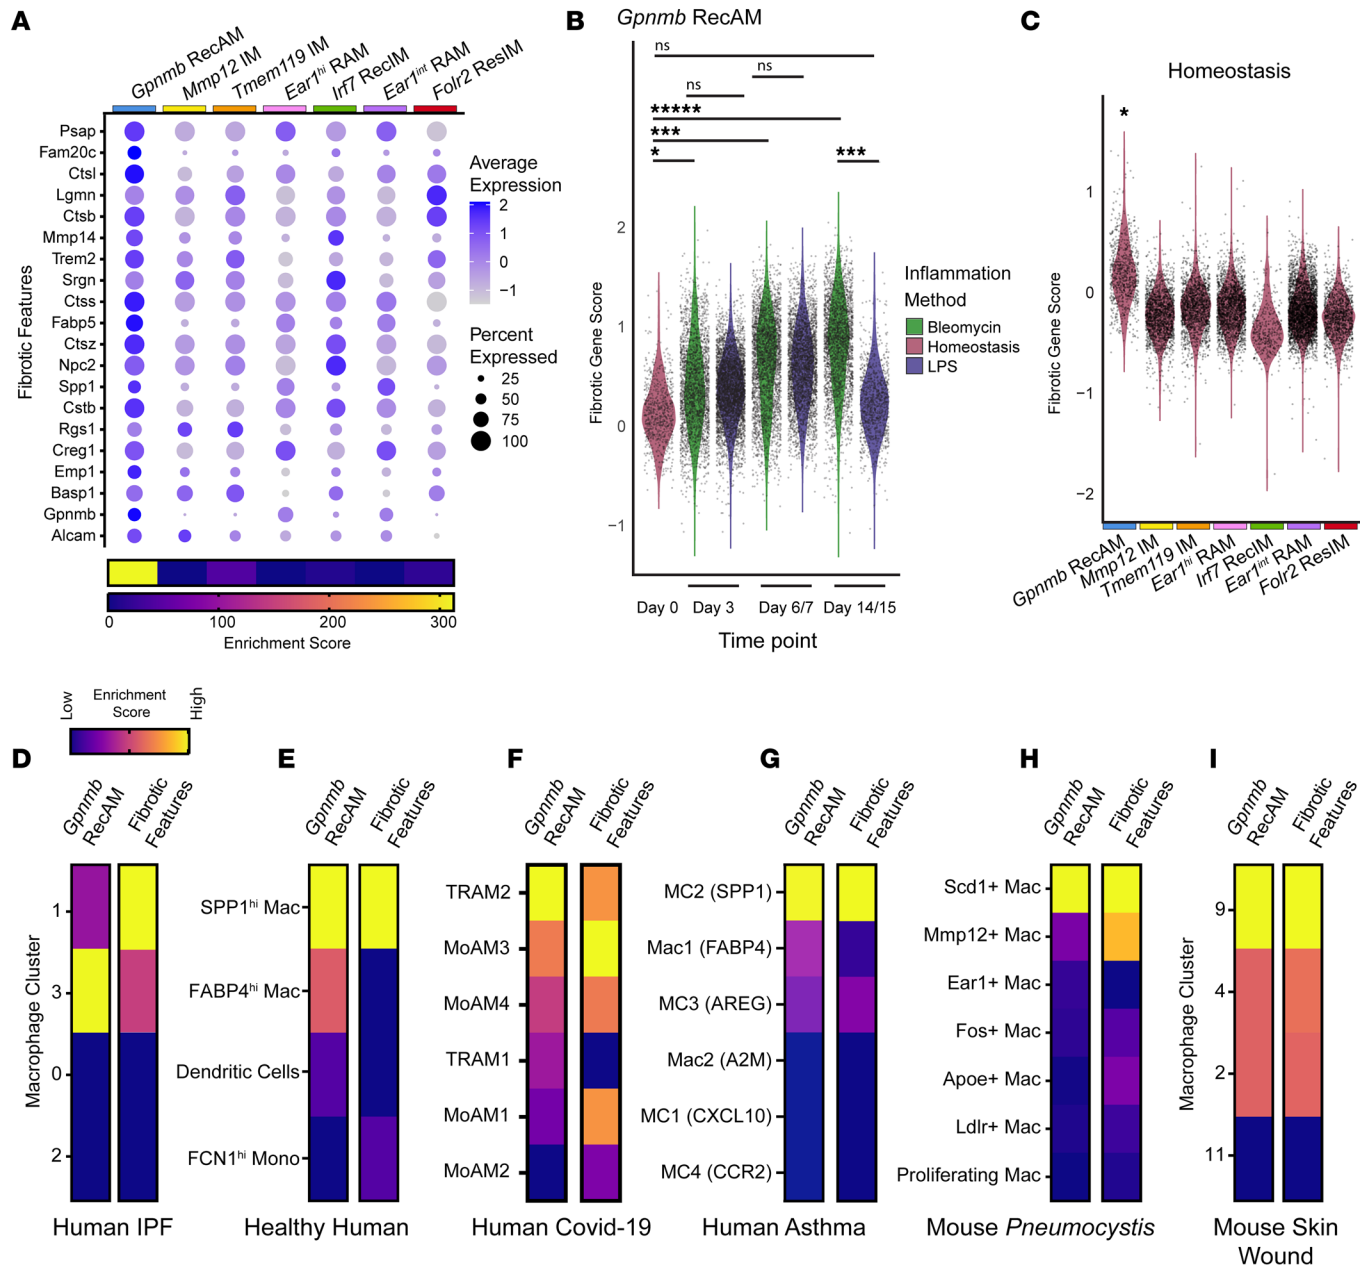 A
Gpnmb RecAM
Mmp12 IM
Tmem119 IM
Ear1hi RAM
Irf7 RecIM
Ear1int RAM
Folr2 ResIM
Fibrotic Features
Psap
Fam20c
Ctsl
Lgmn
Ctsb
Mmp14
Trem2
Srgn
Ctss
Fabp5
Ctsz
Npc2
Spp1
Cstb
Rgs1
Creg1
Emp1
Basp1
Gpnmb
Alcam
Average
Expression
2
1
0
−1
Percent
Expressed
25
50
75
100
0
100
200
300
Enrichment Score
B
Gpnmb RecAM
ns
ns
ns
*****
***
*
***
Fibrotic Gene Score
2
1
0
−1
Day 0
Day 3
Day 6/7
Day 14/15
Time point
Inflammation
Method
Bleomycin
Homeostasis
LPS
C
Homeostasis
*
Fibrotic Gene Score
1
0
−1
−2
Gpnmb RecAM
Mmp12 IM
Tmem119 IM
Ear1hi RAM
Irf7 RecIM
Ear1int RAM
Folr2 ResIM
Low
Enrichment
Score
High
D
Gpnmb
RecAM
Fibrotic
Features
Macrophage Cluster
1
3
0
2
Human IPF
E
Gpnmb
RecAM
Fibrotic
Features
SPP1hi Mac
FABP4hi Mac
Dendritic Cells
FCN1hi Mono
Healthy Human
F
Gpnmb
RecAM
Fibrotic
Features
TRAM2
MoAM3
MoAM4
TRAM1
MoAM1
MoAM2
Human Covid-19
G
Gpnmb
RecAM
Fibrotic
Features
MC2 (SPP1)
Mac1 (FABP4)
MC3 (AREG)
Mac2 (A2M)
MC1 (CXCL10)
MC4 (CCR2)
Human Asthma
H
Gpnmb
RecAM
Fibrotic
Features
Scd1+ Mac
Mmp12+ Mac
Ear1+ Mac
Fos+ Mac
Apoe+ Mac
Ldlr+ Mac
Proliferating Mac
Mouse Pneumocystis
I
Gpnmb
RecAM
Fibrotic
Features
Macrophage Cluster
9
4
2
11
Mouse Skin
Wound